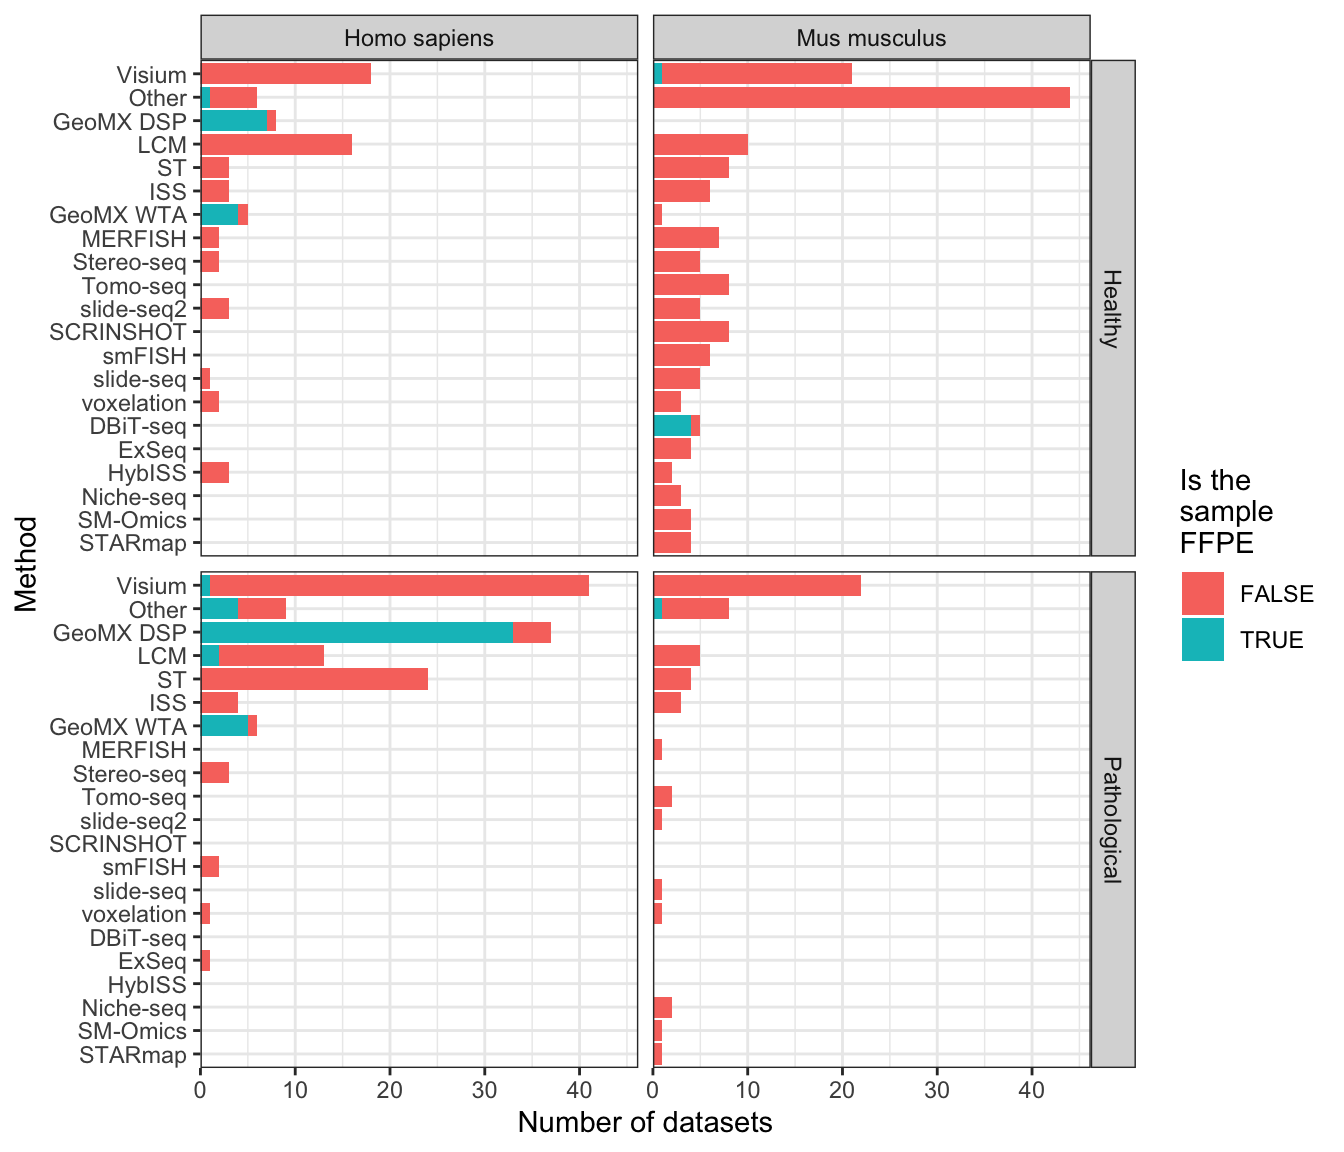 Homo sapiens
Mus musculus
Visium
Other
GeoMX DSP
LCM
ST
ISS
GeoMX WTA
MERFISH
Stereo-seq
Tomo-seq
slide-seq2
SCRINSHOT
smFISH
slide-seq
voxelation
DBiT-seq
ExSeq
HybISS
Niche-seq
SM-Omics
STARmap
Healthy
Visium
Other
GeoMX DSP
LCM
ST
ISS
GeoMX WTA
MERFISH
Stereo-seq
Tomo-seq
slide-seq2
SCRINSHOT
smFISH
slide-seq
voxelation
DBiT-seq
ExSeq
HybISS
Niche-seq
SM-Omics
STARmap
Pathological
Method
0 10 20 30 40
0 10 20 30 40
Number of datasets
Is the
sample
FFPE
FALSE
TRUE